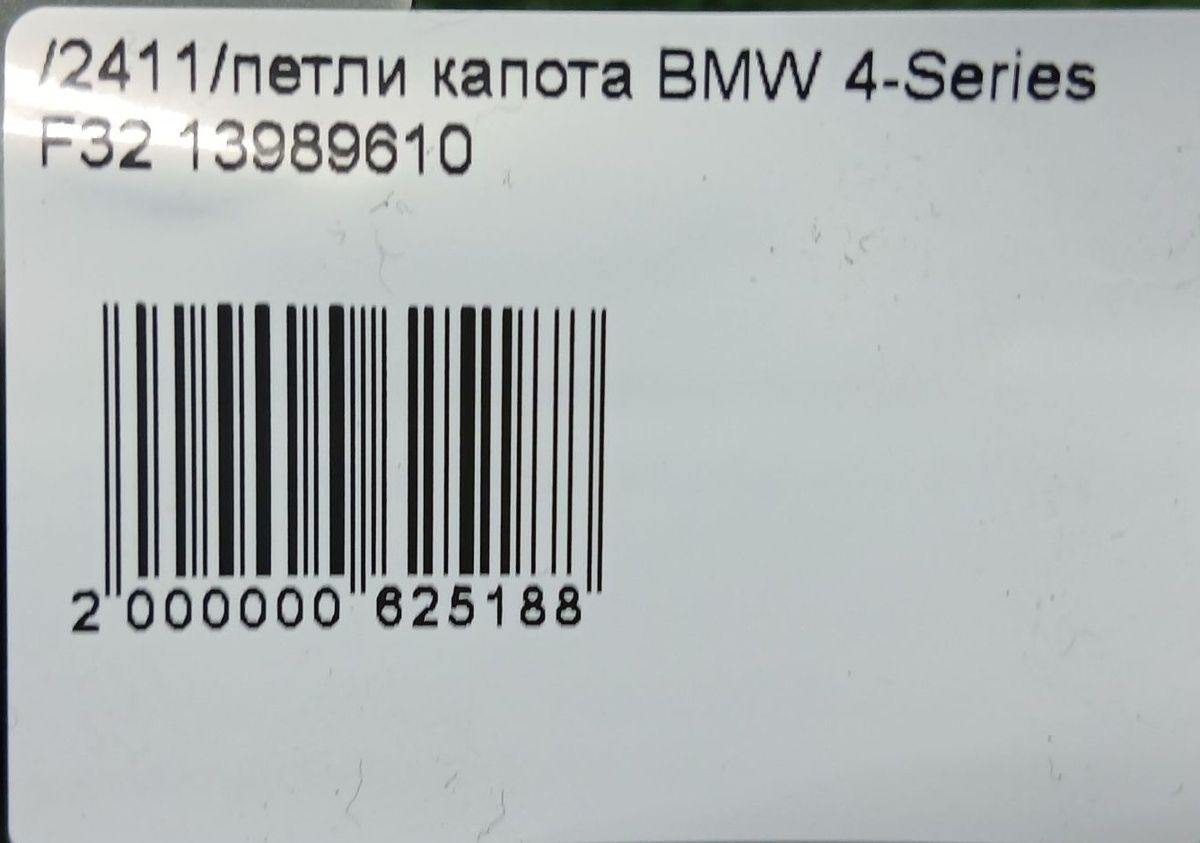 /2411/петли капота BMW 4-Series
F32 13989610
2 000000 625188